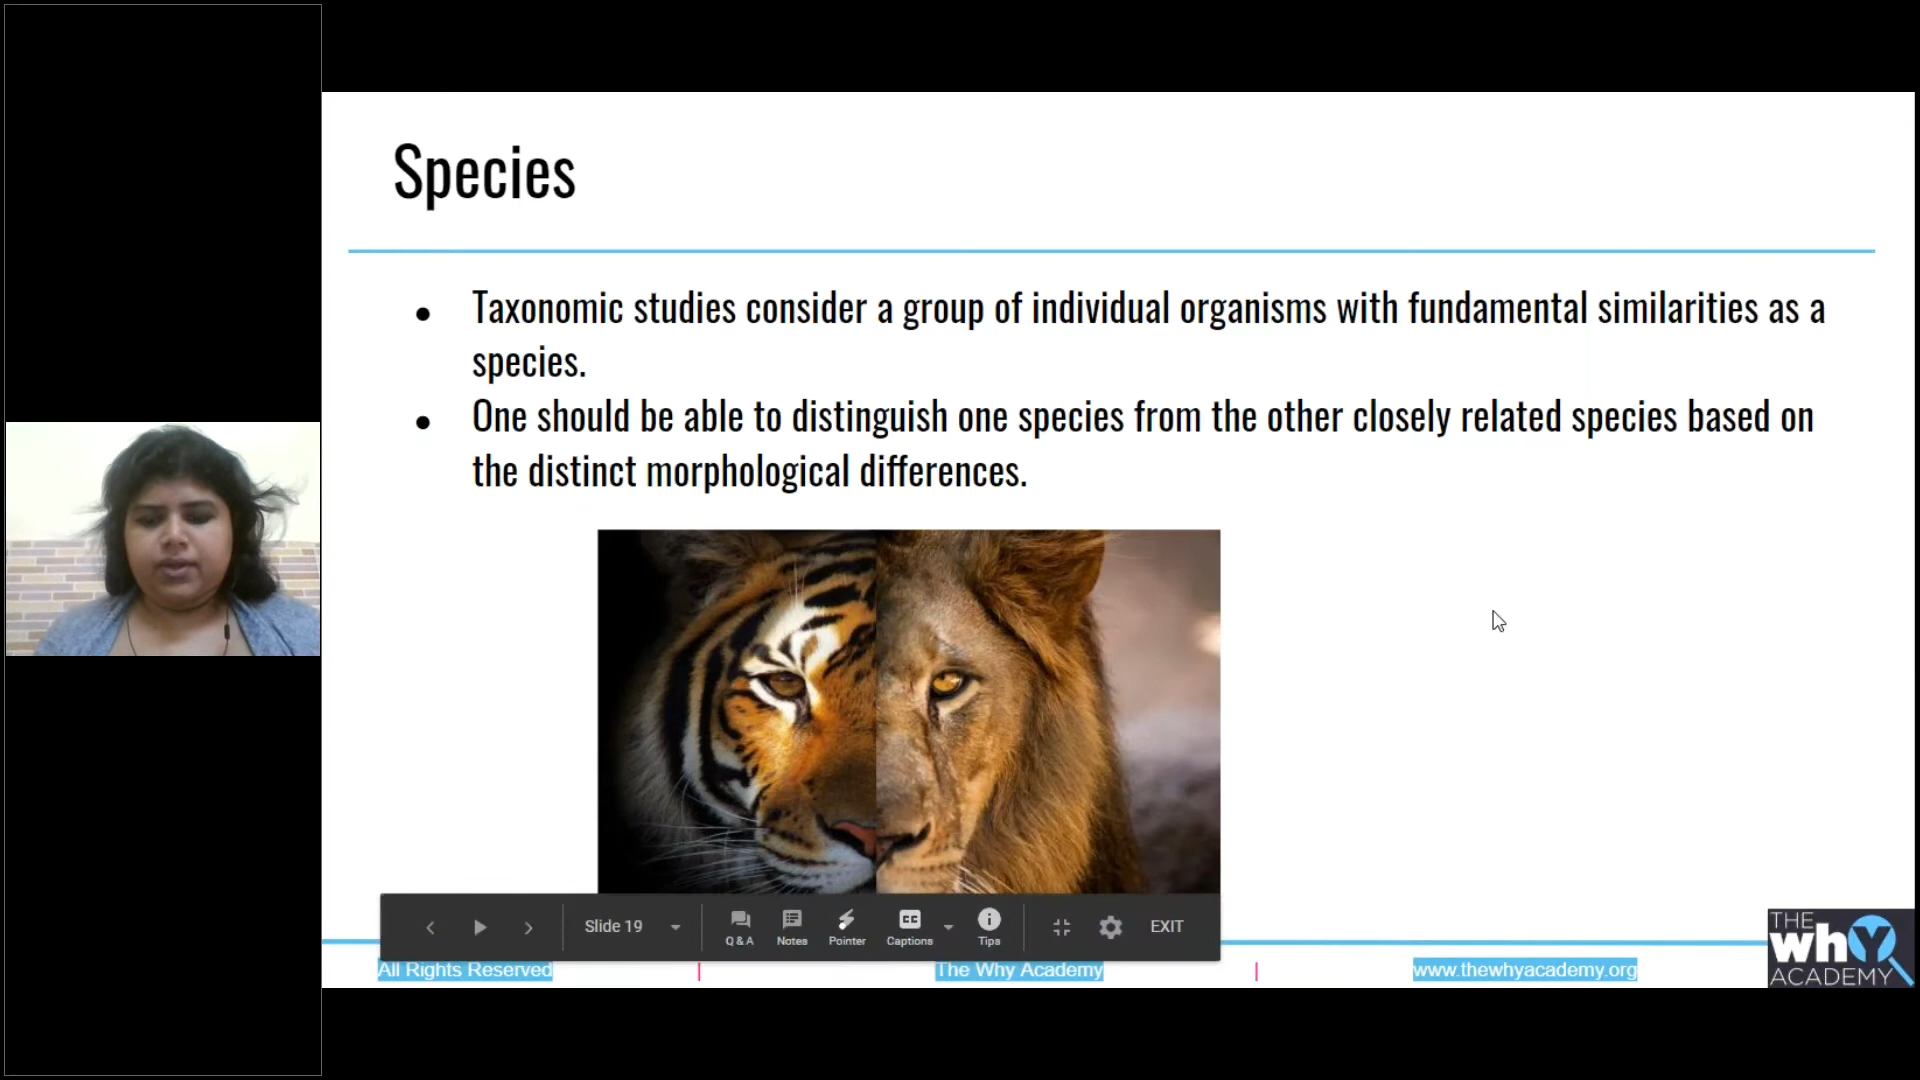 Species
● Taxonomic studies consider a group of individual organisms with fundamental similarities as a
species.
● One should be able to distinguish one species from the other closely related species based on
the distinct morphological differences.
Slide 19
Q & A
Notes
Pointer
CC
Captions
Tips
EXIT
All Rights Reserved | The Why Academy | www.thewhyacademy.org
THE
whY
ACADEMY